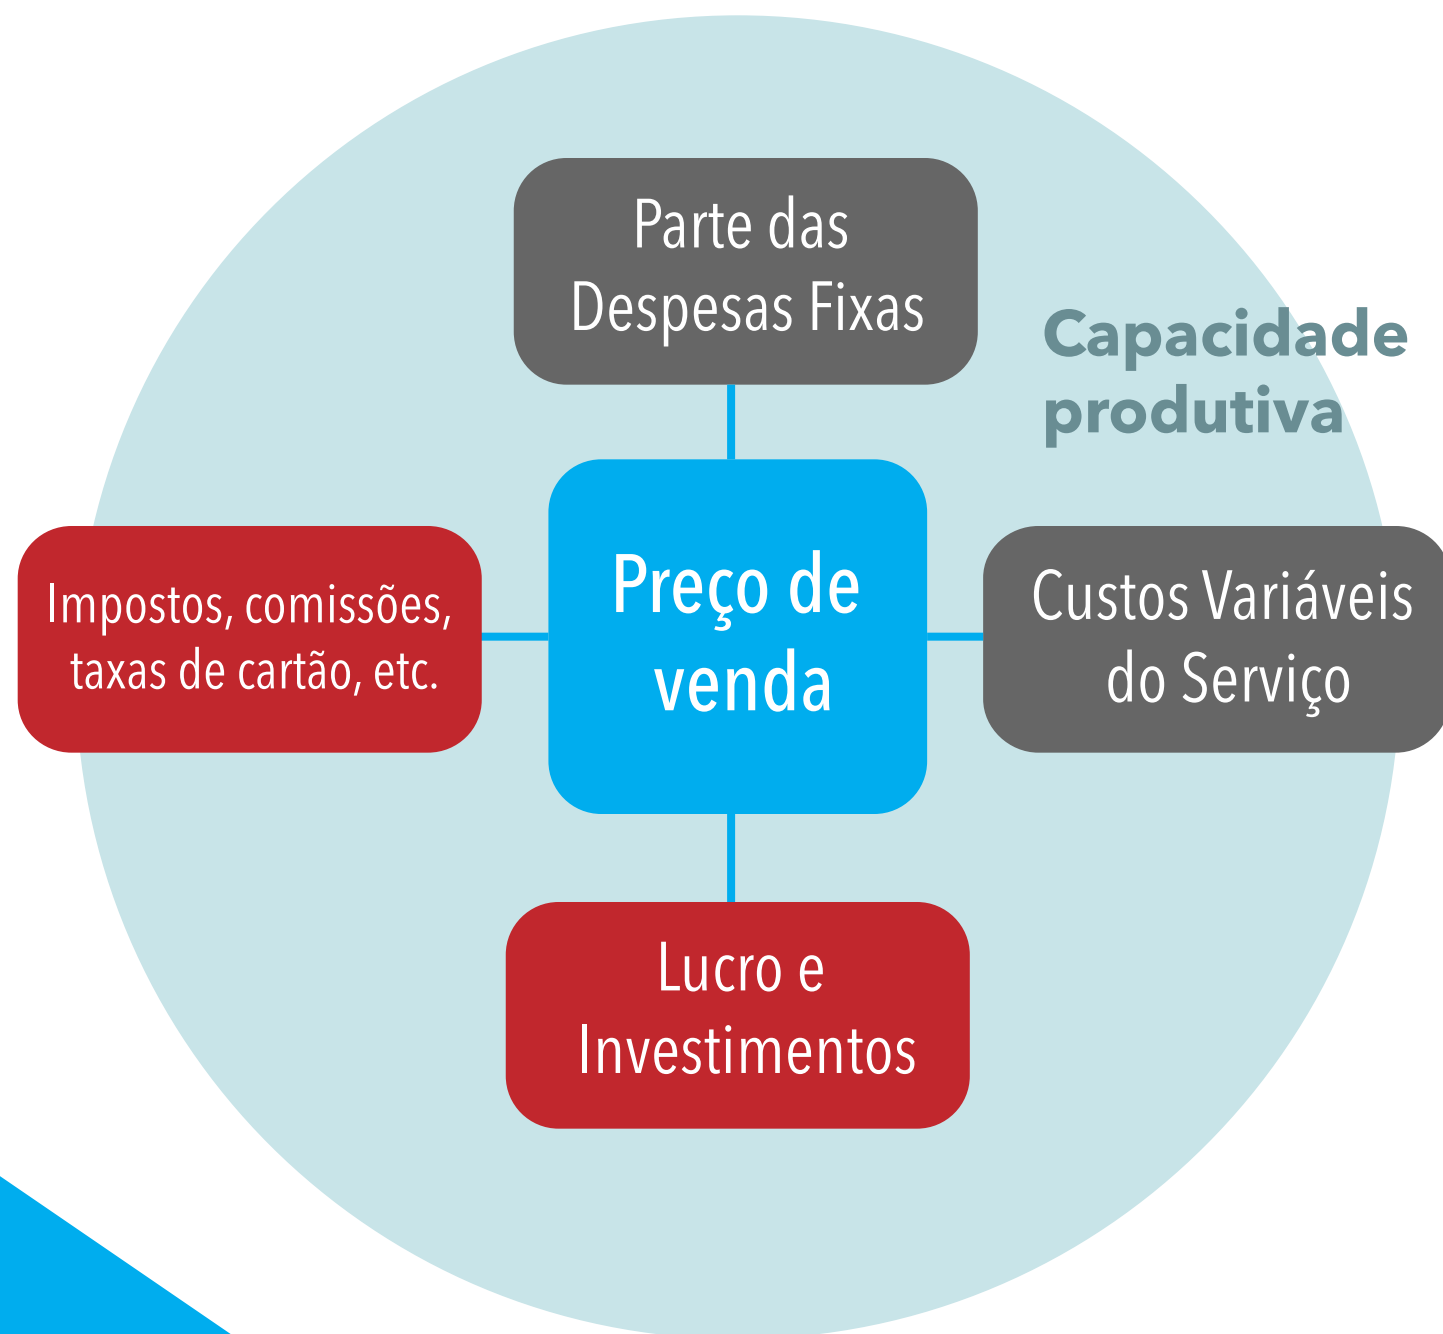 Parte das
Despesas Fixas
Capacidade
produtiva
Impostos, comissões,
taxas de cartão, etc.
Preço de
venda
Custos Variáveis
do Serviço
Lucro e
Investimentos